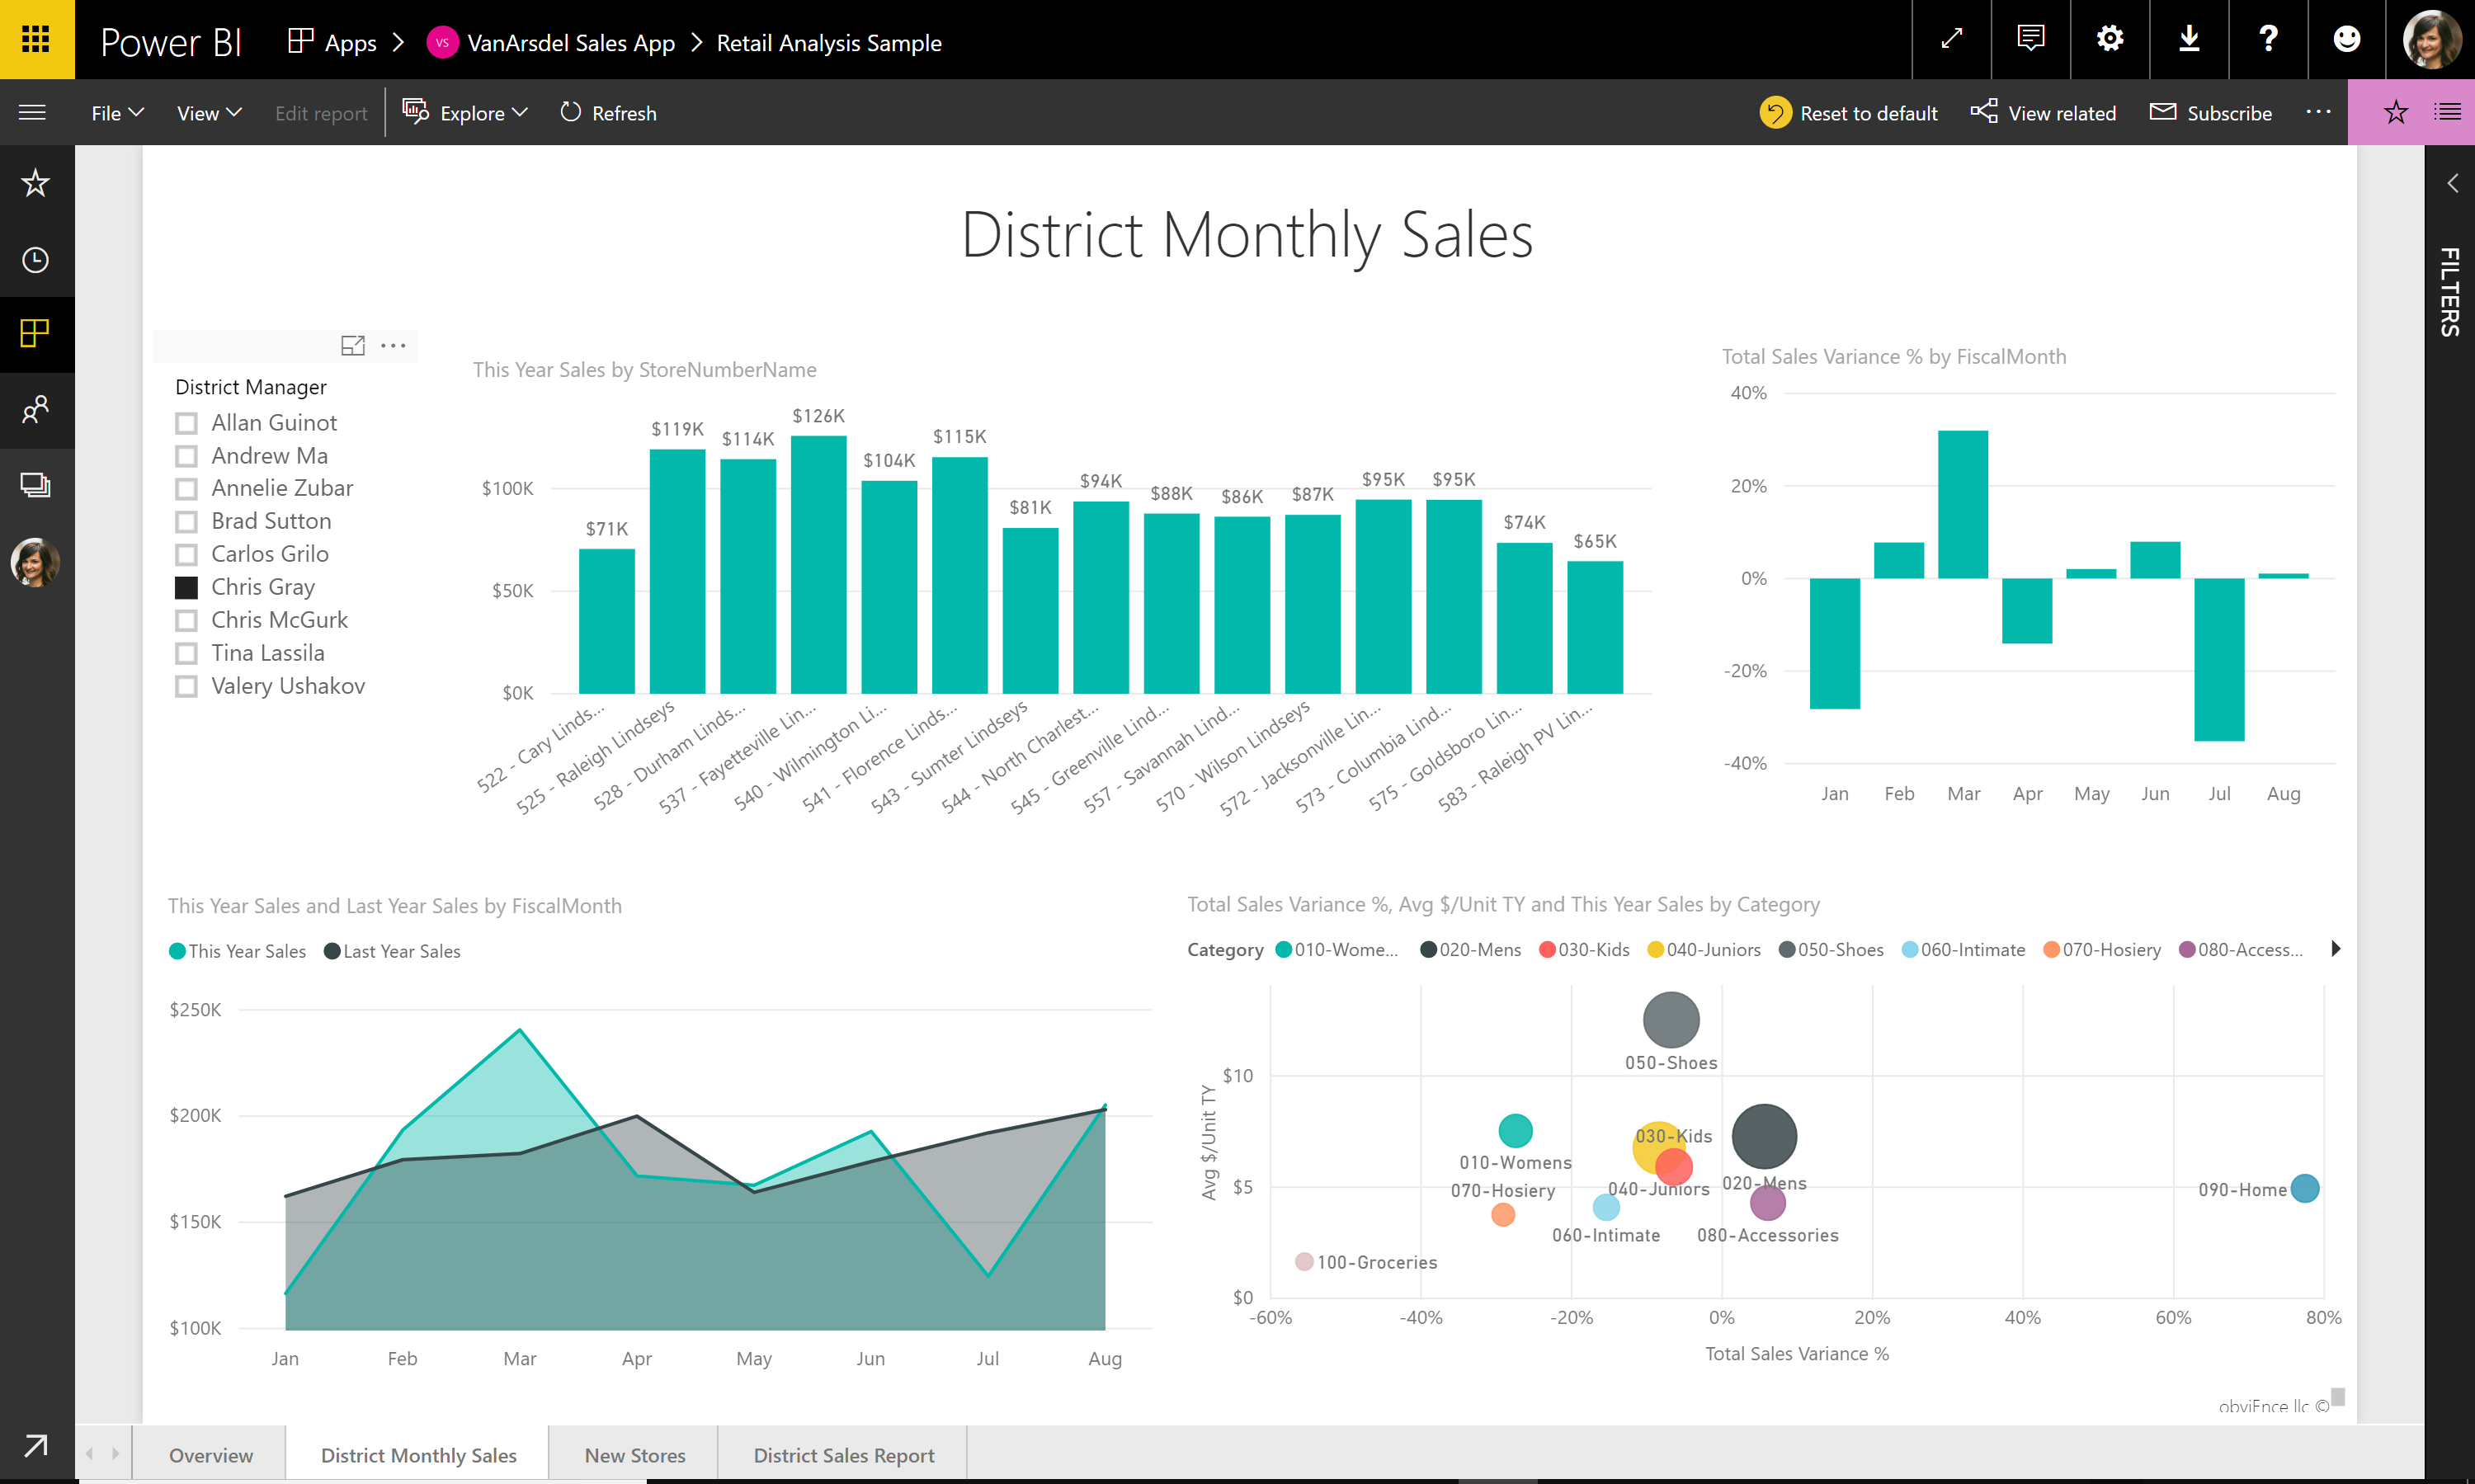 Power BI Apps > VS VanArsdel Sales App > Retail Analysis Sample ?
File View Edit report Explore Refresh Reset to default View related Subscribe ...
FILTERS
District Monthly Sales
District Manager
Allan Guinot
Andrew Ma
Annelie Zubar
Brad Sutton
Carlos Grilo
Chris Gray
Chris McGurk
Tina Lassila
Valery Ushakov
This Year Sales by StoreNumberName
$100K
$50K
$0K
$71K
$119K
$114K
$126K
$104K
$115K
$81K
$94K
$88K
$86K
$87K
$95K
$95K
$74K
$65K
522 - Cary Linds...
525 - Raleigh Lindseys
528 - Durham Linds...
537 - Fayetteville Lin...
540 - Wilmington Li...
541 - Florence Linds...
543 - Sumter Lindseys
544 - North Charlest...
545 - Greenville Lind...
557 - Savannah Lind...
570 - Wilson Lindseys
572 - Jacksonville Lin...
573 - Columbia Lind...
575 - Goldsboro Lin...
583 - Raleigh PV Lin...
Total Sales Variance % by FiscalMonth
40%
20%
0%
-20%
-40%
Jan Feb Mar Apr May Jun Jul Aug
This Year Sales and Last Year Sales by FiscalMonth
This Year Sales Last Year Sales
$250K
$200K
$150K
$100K
Jan Feb Mar Apr May Jun Jul Aug
Total Sales Variance %, Avg $/Unit TY and This Year Sales by Category
Category 010-Wome... 020-Mens 030-Kids 040-Juniors 050-Shoes 060-Intimate 070-Hosiery 080-Access...
Avg $/Unit TY
$10
$5
$0
050-Shoes
030-Kids
010-Womens
070-Hosiery
040-Juniors
020-Mens
090-Home
060-Intimate
080-Accessories
100-Groceries
-60% -40% -20% 0% 20% 40% 60% 80%
Total Sales Variance %
obviEnce llc ©
Overview District Monthly Sales New Stores District Sales Report